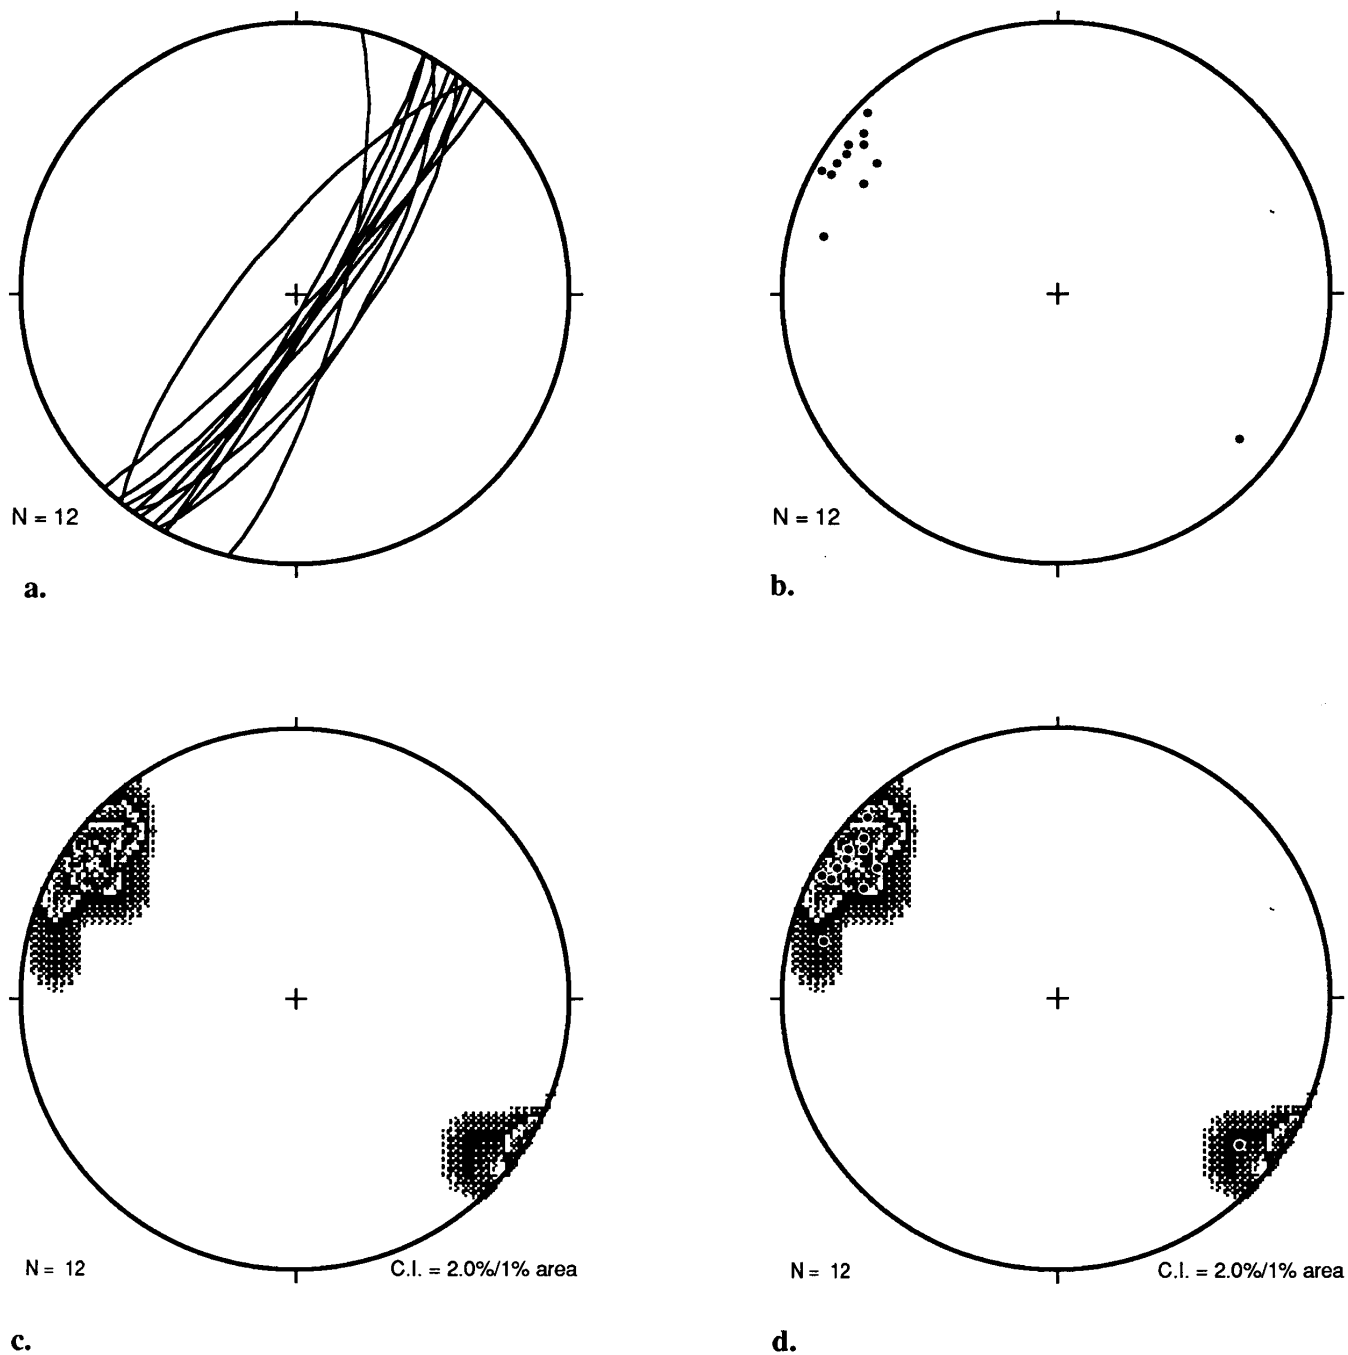 N = 12
N = 12
a.
b.
N = 12
C.I. = 2.0%/1% area
N = 12
C.I. = 2.0%/1% area
c.
d.